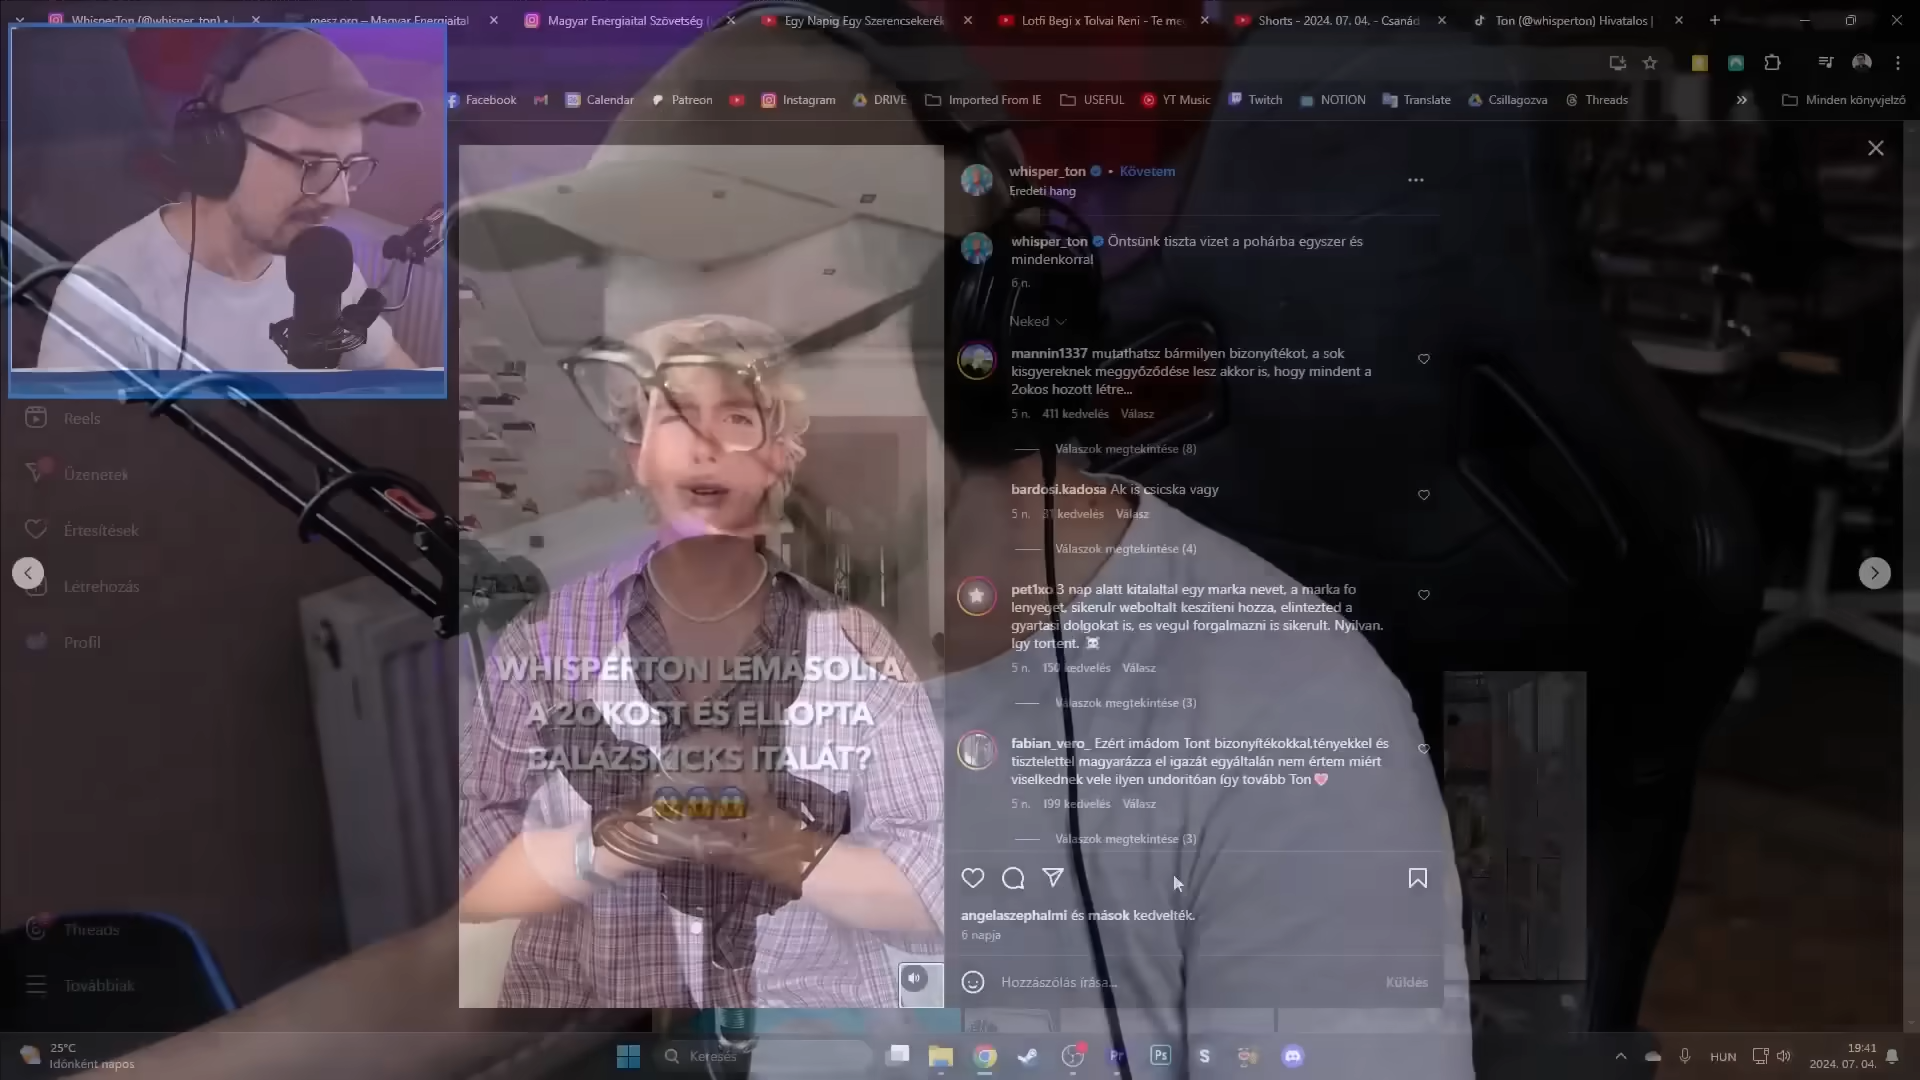 WhisperTon (@whisper_ton) •
mesz.org – Magyar Energiaital
Magyar Energiaital Szövetség (
Egy Napig Egy Szerencsekerék
Lotfi Begi x Tolvai Reni - Te me
Shorts - 2024. 07. 04. - Csanád
Ton (@whisperton) Hivatalos |
Facebook
Calendar
Patreon
Instagram
DRIVE
Imported From IE
USEFUL
YT Music
Twitch
NOTION
Translate
Csillagozva
Threads
Minden könyvjelző
Reels
Üzenetek
Értesítések
Létrehozás
Profil
Threads
Továbbiak
WHISPERTON LEMÁSOLTA
A 2OKOST ÉS ELLOPTA
BALÁZSKICKS ITALÁT?
whisper_ton • Követem
Eredeti hang
whisper_ton Öntsünk tiszta vizet a pohárba egyszer és
mindenkorra!
6 n.
Neked
mannin1337 mutathatsz bármilyen bizonyítékot, a sok
kisgyereknek meggyőződése lesz akkor is, hogy mindent a
2okos hozott létre...
5 n. 411 kedvelés Válasz
Válaszok megtekintése (8)
bardosi.kadosa Ak is csicska vagy
5 n. 31 kedvelés Válasz
Válaszok megtekintése (4)
pet1xo 3 nap alatt kitalaltal egy marka nevet, a marka fo
lenyeget, sikerulr weboltalt kesziteni hozza, elintezted a
gyartasi dolgokat is, es vegul forgalmazni is sikerult. Nyilvan.
Igy tortent.
5 n. 150 kedvelés Válasz
Válaszok megtekintése (3)
fabian_vero_ Ezért imádom Tont bizonyítékokkal,tényekkel és
tisztelettel magyarázza el igazát egyáltalán nem értem miért
viselkednek vele ilyen undorítóan így tovább Ton
5 n. 199 kedvelés Válasz
Válaszok megtekintése (3)
angelaszephalmi és mások kedvelték.
6 napja
Hozzászólás írása...
Küldés
25°C
Időnként napos
Keresés
Pr
Ps
S
HUN
19:41
2024. 07. 04.